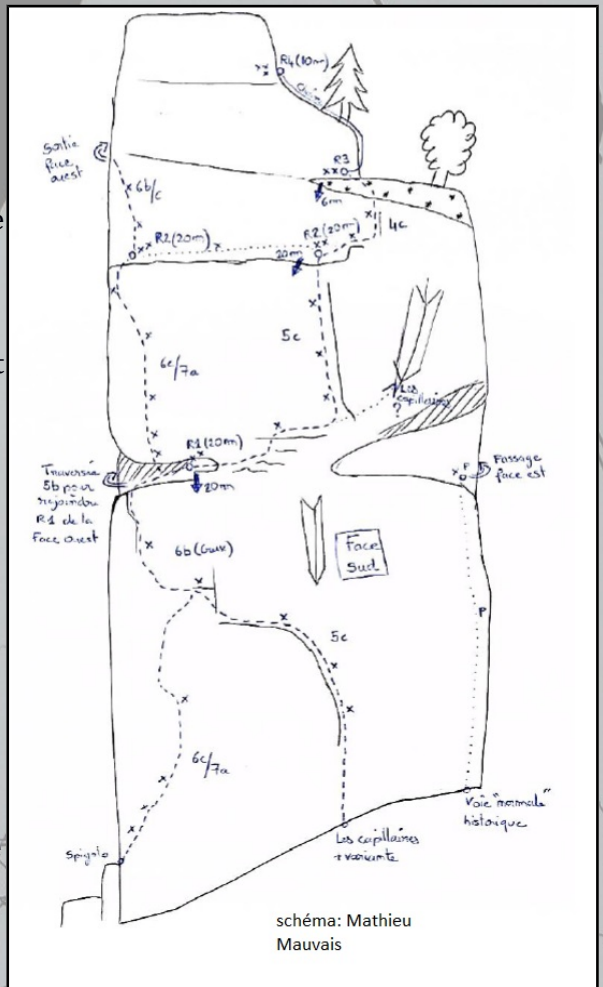 R4 (10m)
Sortie
face
ouest
R3
6b/c
6m
R2 (20m)
R2 (20m)
4c
20m
5c
6c/7a
Les
capillaires
?
R1 (20m)
Traversée
5b pour
rejoindre
R1 de la
Face ouest
20m
P
Passage
face est
6b (Grise)
Face
Sud
P
5c
6c/7a
Voie "normale"
historique
Les capillaires
+ variante
Spigolo
schéma: Mathieu
Mauvais